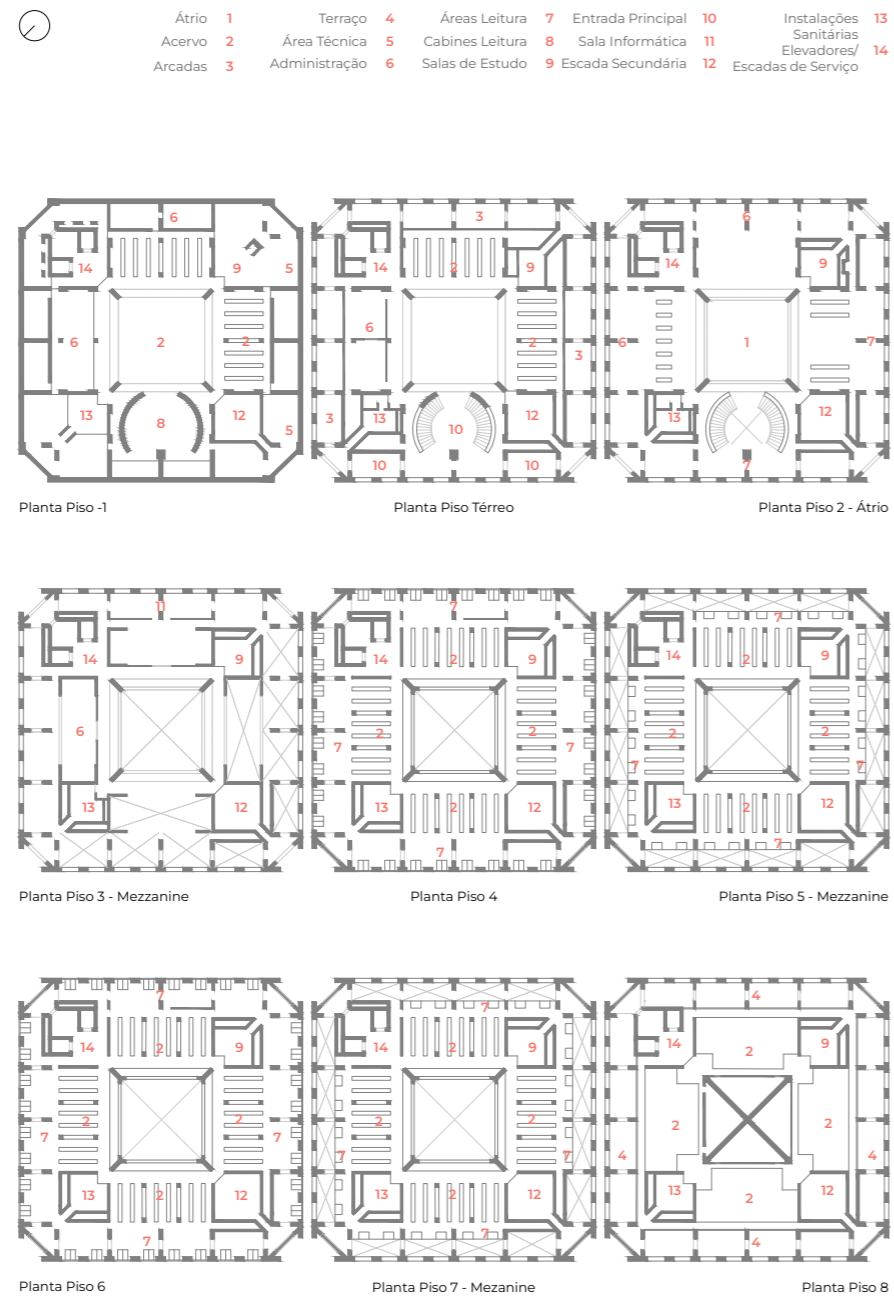 Átrio 1 Terraço 4 Áreas Leitura 7 Entrada Principal 10 Instalações 13
Sanitárias
Acervo 2 Área Técnica 5 Cabines Leitura 8 Sala Informática 11
Elevadores/ 14
Arcadas 3 Administração 6 Salas de Estudo 9 Escada Secundária 12 Escadas de Serviço
6 3 6
14 9 5 14 2 9 14 9
6 2 2 6 2 3 6 1 7
13 8 12 5 3 13 10 12 13 12
10 10 7
Planta Piso -1 Planta Piso Térreo Planta Piso 2 - Átrio
11 7 7
14 9 14 2 9 14 2 9
6 7 2 2 7 7 2 2 7
13 12 13 2 12 13 2 12
7 7
Planta Piso 3 - Mezzanine Planta Piso 4 Planta Piso 5 - Mezzanine
7 7 4
14 2 9 14 2 9 14 2 9
7 2 2 7 7 2 2 7 4 2 2 4
13 2 12 13 2 12 13 2 12
7 7 4
Planta Piso 6 Planta Piso 7 - Mezanine Planta Piso 8